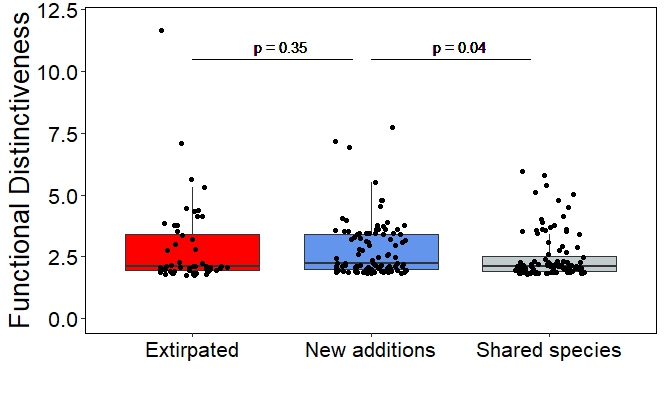 Functional Distinctiveness
12.5
10.0
7.5
5.0
2.5
0.0
p = 0.35
p = 0.04
Extirpated
New additions
Shared species